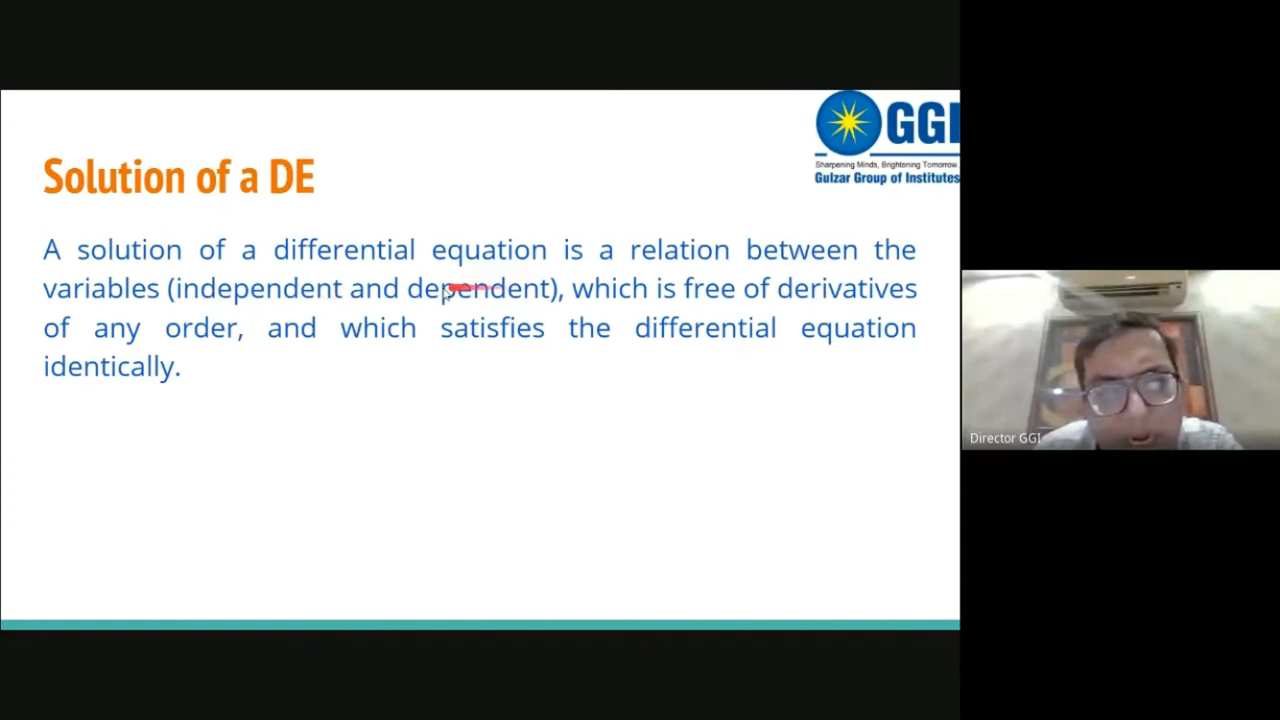 GGI
Sharpening Minds, Brightening Tomorrow
Gulzar Group of Institutes
Solution of a DE
A solution of a differential equation is a relation between the
variables (independent and dependent), which is free of derivatives
of any order, and which satisfies the differential equation
identically.
Director GGI